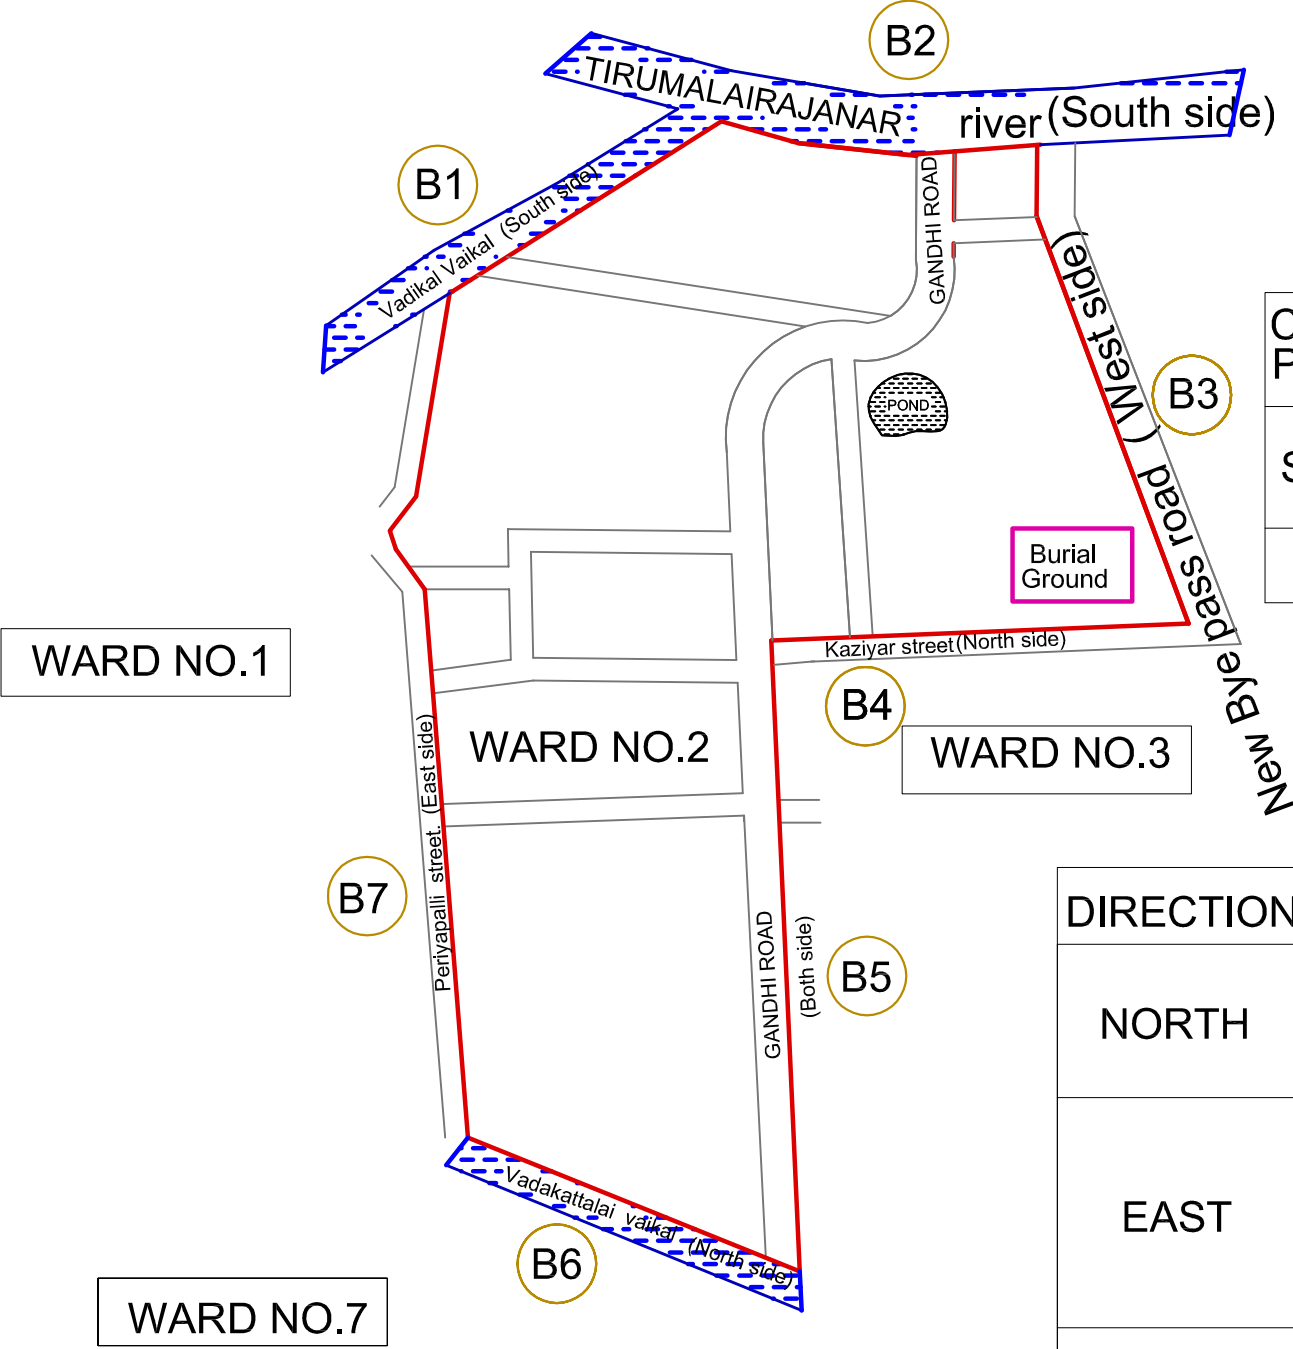 B2
TIRUMALAIRAJANAR river (South side)
B1
Vadikal Vaikal (South side)
GANDHI ROAD
New Bye pass road ( West side)
B3
POND
Burial
Ground
Kaziyar street (North side)
B4
WARD NO.1
WARD NO.2
WARD NO.3
Periyapalli street. (East side)
B7
GANDHI ROAD
(Both side)
B5
Vadakattalai vaikal (North side)
B6
WARD NO.7
DIRECTION
NORTH
EAST